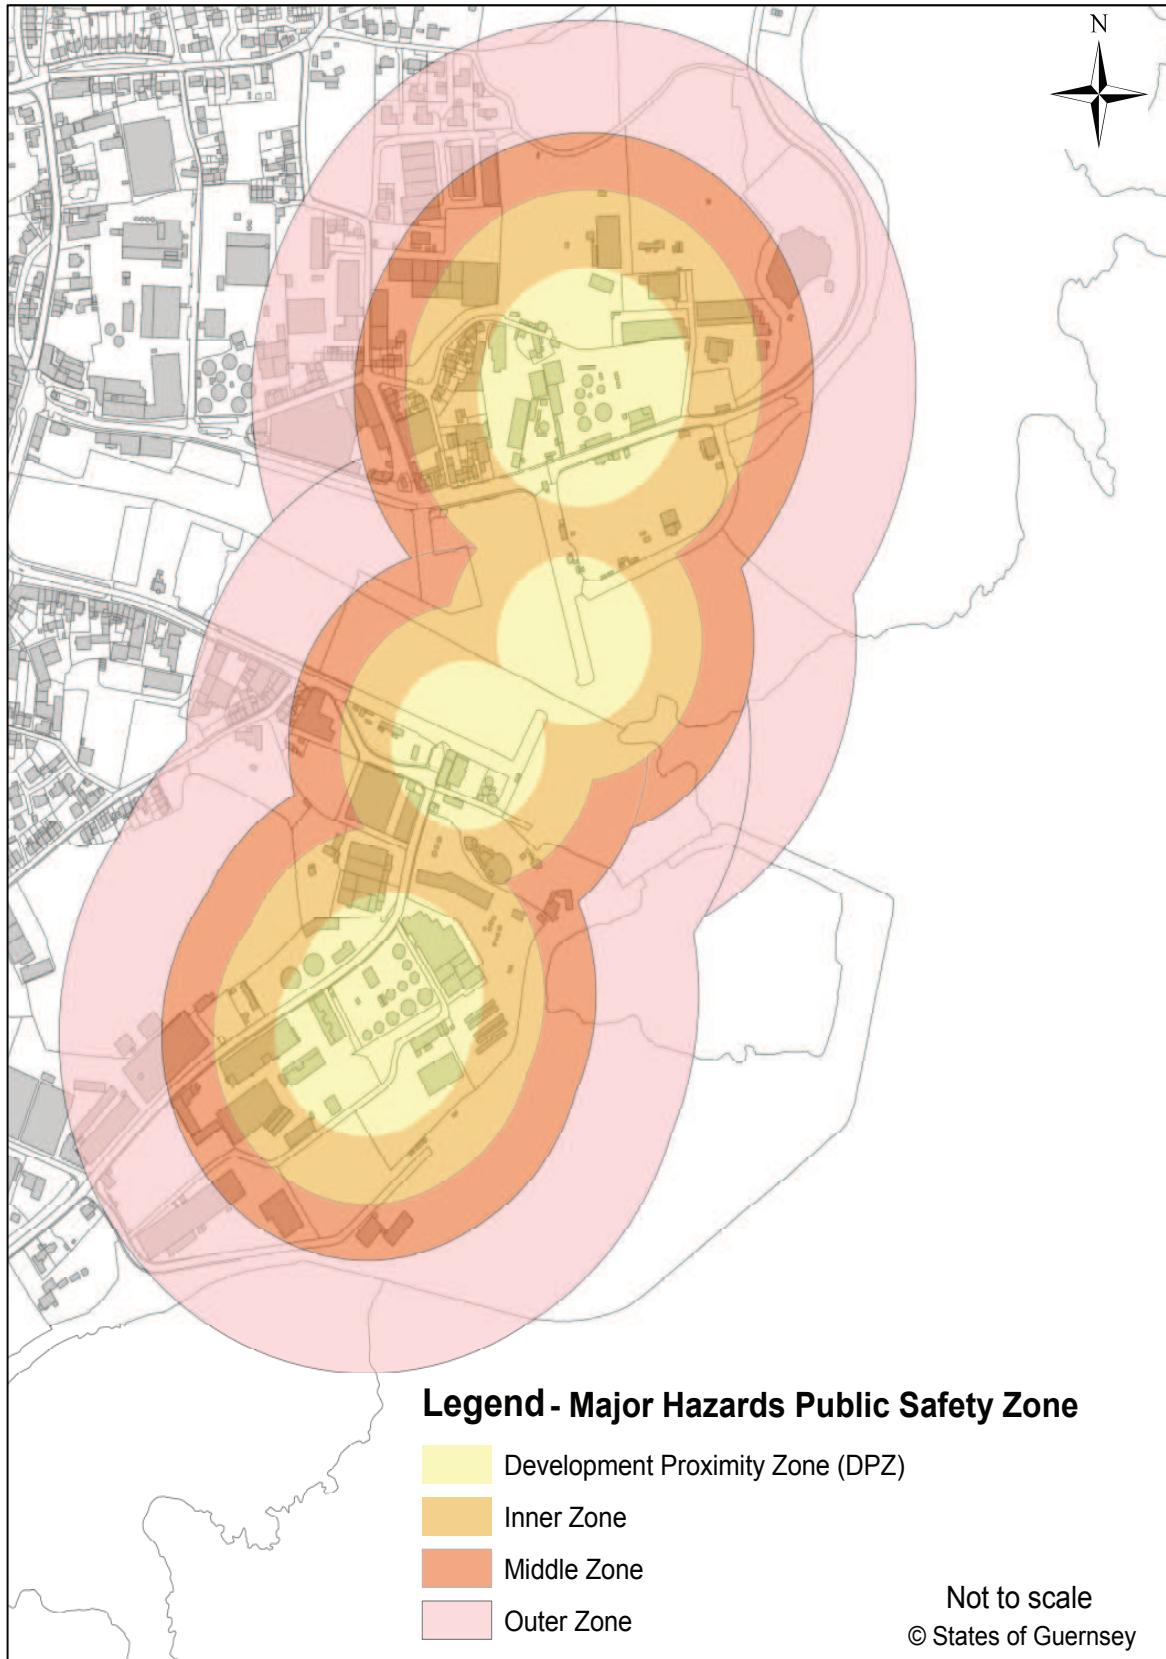 N
Legend - Major Hazards Public Safety Zone
Development Proximity Zone (DPZ)
Inner Zone
Middle Zone
Outer Zone
Not to scale
© States of Guernsey